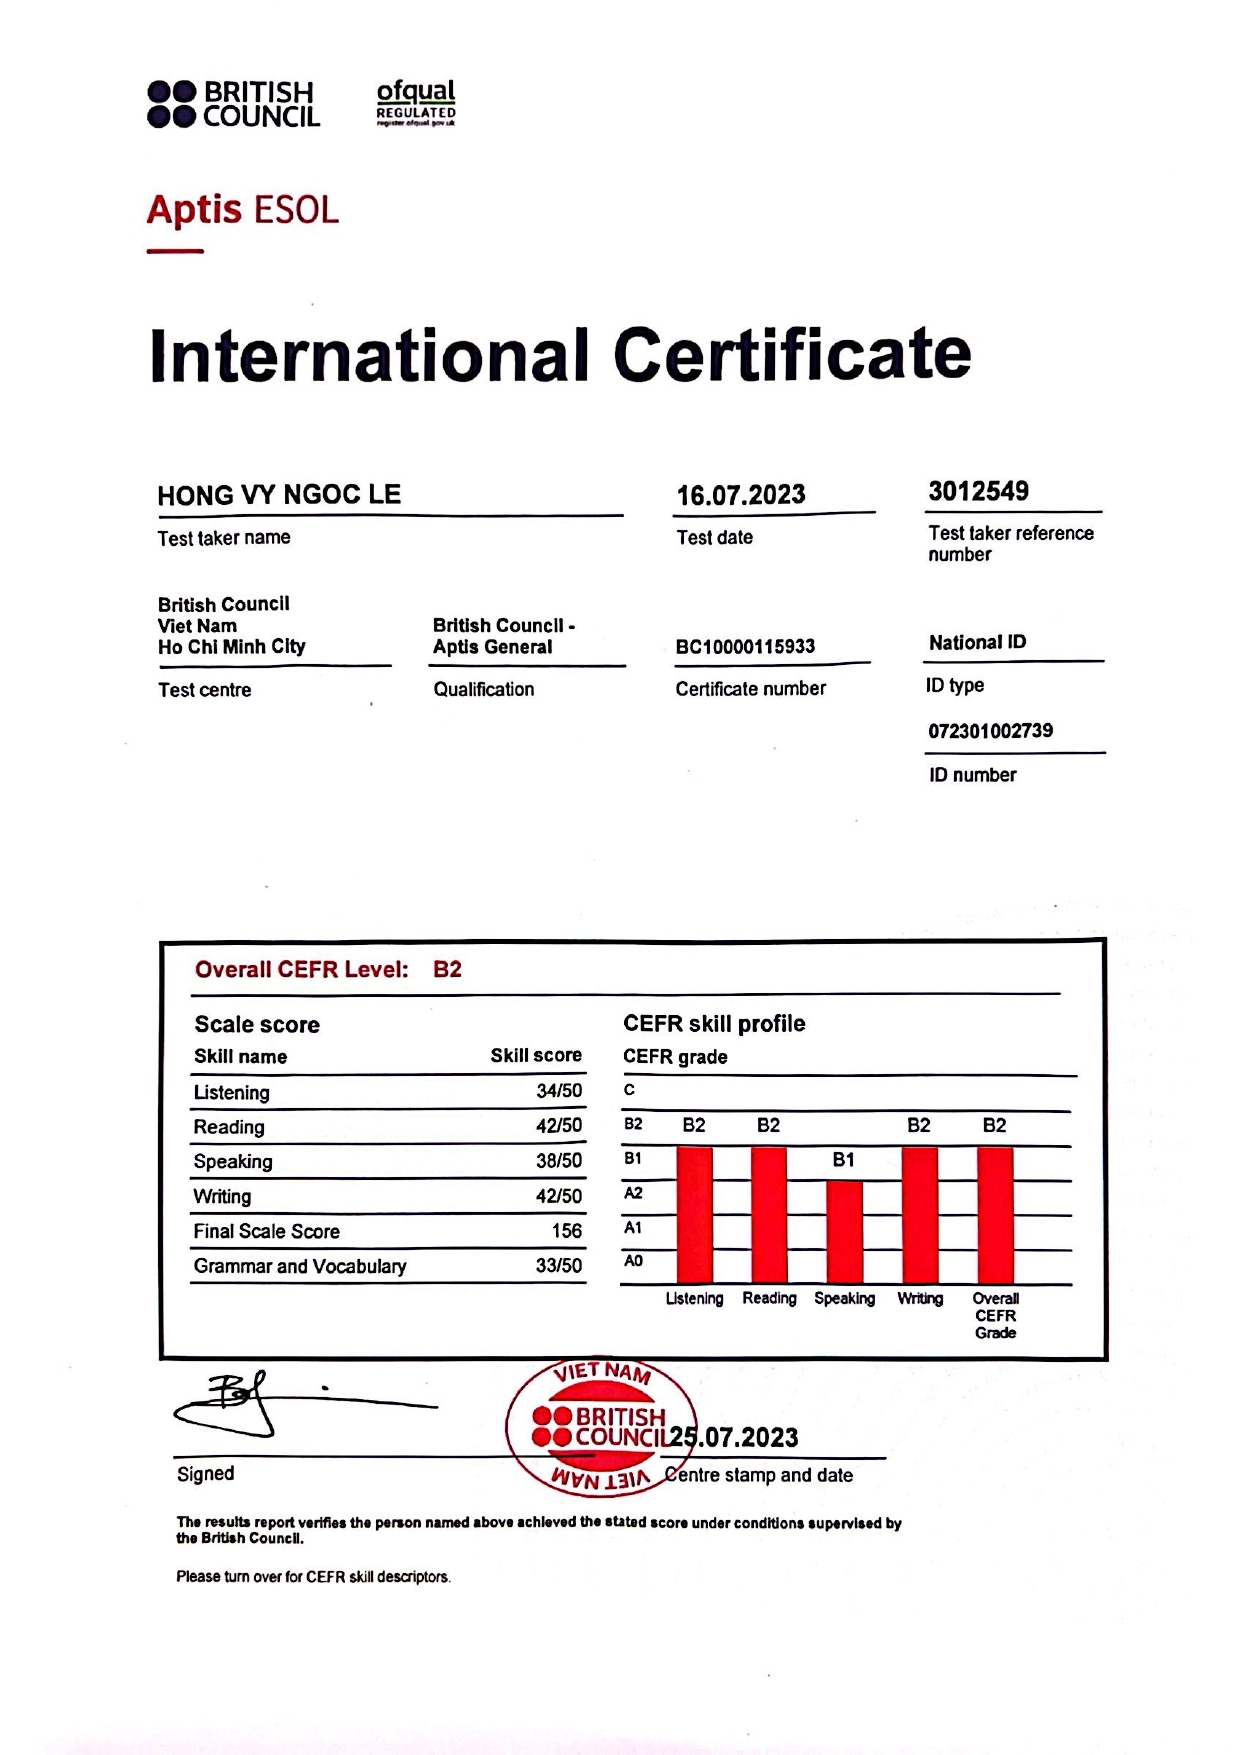 BRITISH
COUNCIL
ofqual
REGULATED
register.ofqual.gov.uk
Aptis ESOL
International Certificate
HONG VY NGOC LE
Test taker name
16.07.2023
Test date
3012549
Test taker reference
number
British Council
Viet Nam
Ho Chi Minh City
Test centre
British Council -
Aptis General
Qualification
BC10000115933
Certificate number
National ID
ID type
072301002739
ID number
Overall CEFR Level: B2
Scale score
Skill name Skill score
Listening 34/50
Reading 42/50
Speaking 38/50
Writing 42/50
Final Scale Score 156
Grammar and Vocabulary 33/50
CEFR skill profile
CEFR grade
C
B2 B2 B2 B2 B2
B1 B1
A2
A1
A0
Listening Reading Speaking Writing Overall
CEFR
Grade
VIET NAM
BRITISH
COUNCIL
VIET NAM
25.07.2023
Signed
Centre stamp and date
The results report verifies the person named above achieved the stated score under conditions supervised by
the British Council.
Please turn over for CEFR skill descriptors.